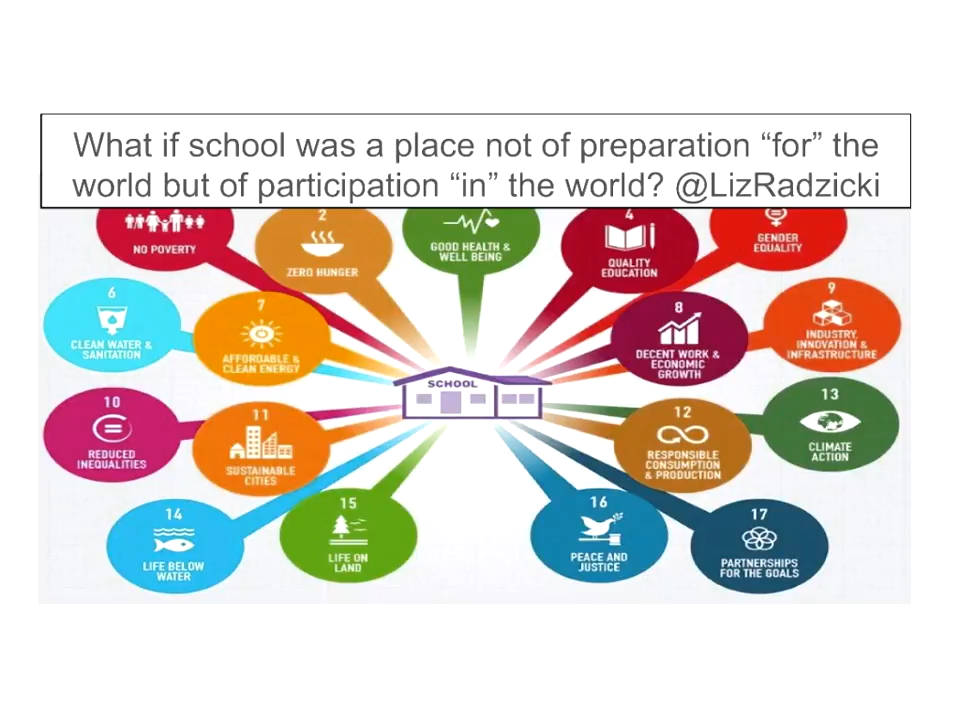 What if school was a place not of preparation “for” the
world but of participation “in” the world? @LizRadzicki
NO POVERTY
2
ZERO HUNGER
GOOD HEALTH &
WELL BEING
4
QUALITY
EDUCATION
GENDER
EQUALITY
6
CLEAN WATER &
SANITATION
7
AFFORDABLE &
CLEAN ENERGY
8
DECENT WORK &
ECONOMIC
GROWTH
9
INDUSTRY,
INNOVATION &
INFRASTRUCTURE
SCHOOL
10
REDUCED
INEQUALITIES
11
SUSTAINABLE
CITIES
12
RESPONSIBLE
CONSUMPTION
& PRODUCTION
13
CLIMATE
ACTION
14
LIFE BELOW
WATER
15
LIFE ON
LAND
16
PEACE AND
JUSTICE
17
PARTNERSHIPS
FOR THE GOALS